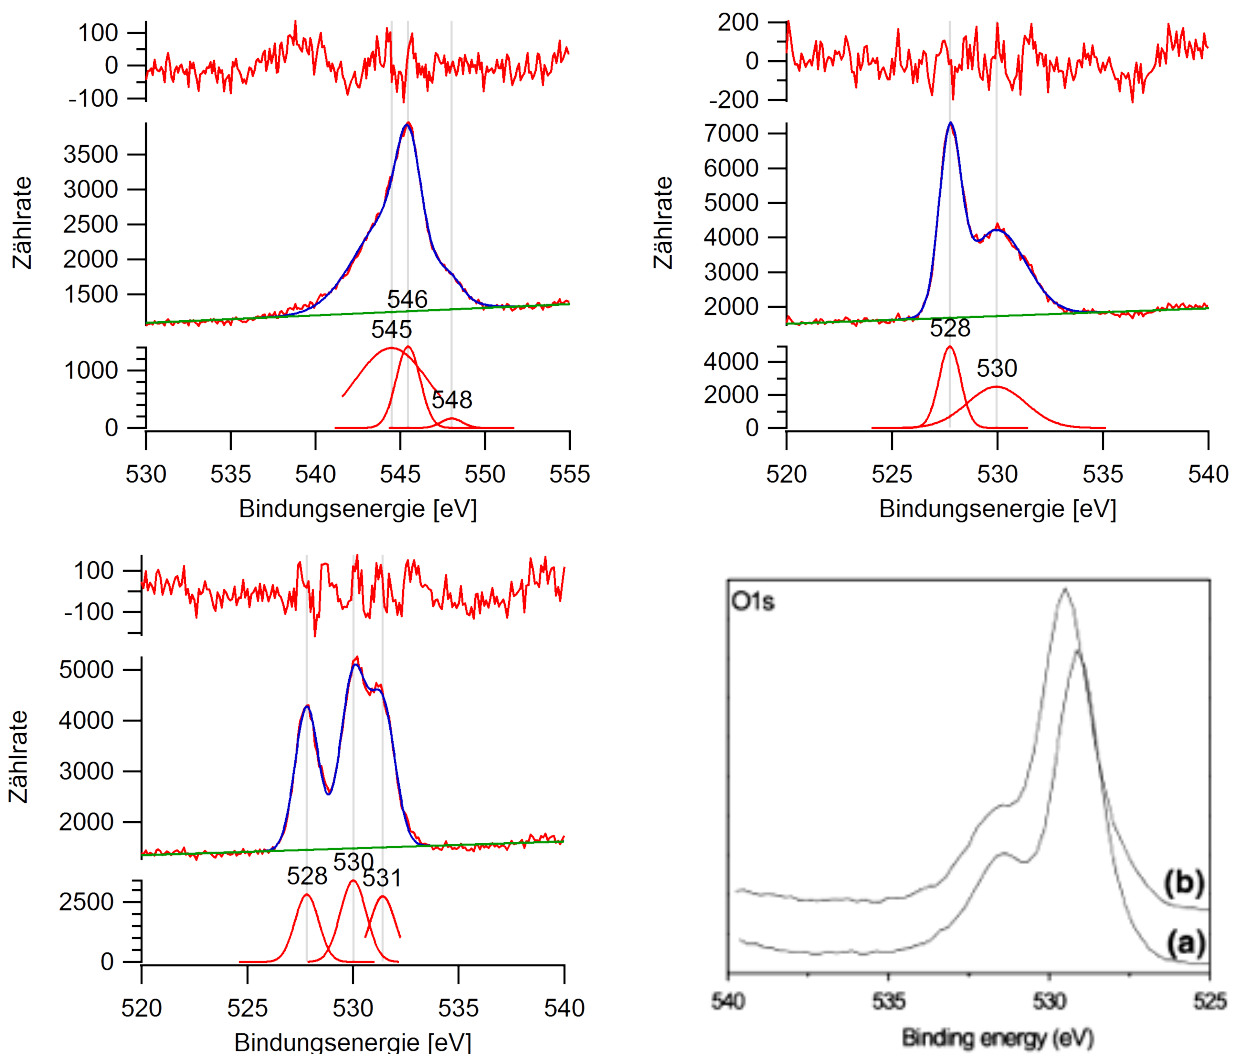 100
0
-100
3500
3000
2500
2000
1500
Zählrate
546
545
548
1000
0
530 535 540 545 550 555
Bindungsenergie [eV]
200
0
-200
7000
6000
5000
4000
3000
2000
Zählrate
528
530
4000
2000
0
520 525 530 535 540
Bindungsenergie [eV]
100
-100
5000
4000
3000
2000
Zählrate
530
528 531
2500
0
520 525 530 535 540
Bindungsenergie [eV]
O1s
(b)
(a)
540 535 530 525
Binding energy (eV)